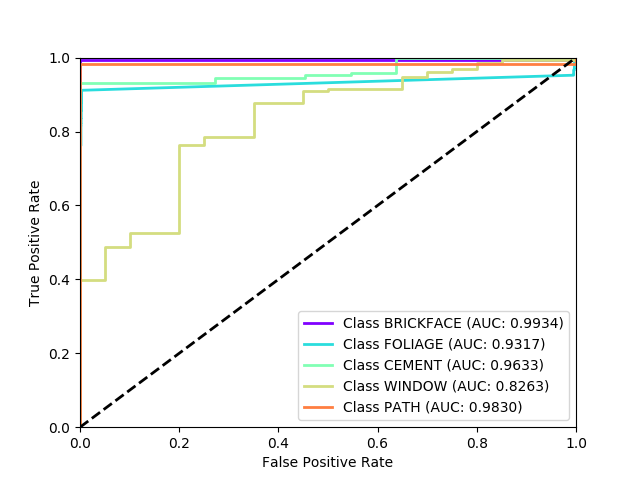 1.0
0.8
0.6
0.4
0.2
0.0
True Positive Rate
Class BRICKFACE (AUC: 0.9934)
Class FOLIAGE (AUC: 0.9317)
Class CEMENT (AUC: 0.9633)
Class WINDOW (AUC: 0.8263)
Class PATH (AUC: 0.9830)
0.0 0.2 0.4 0.6 0.8 1.0
False Positive Rate